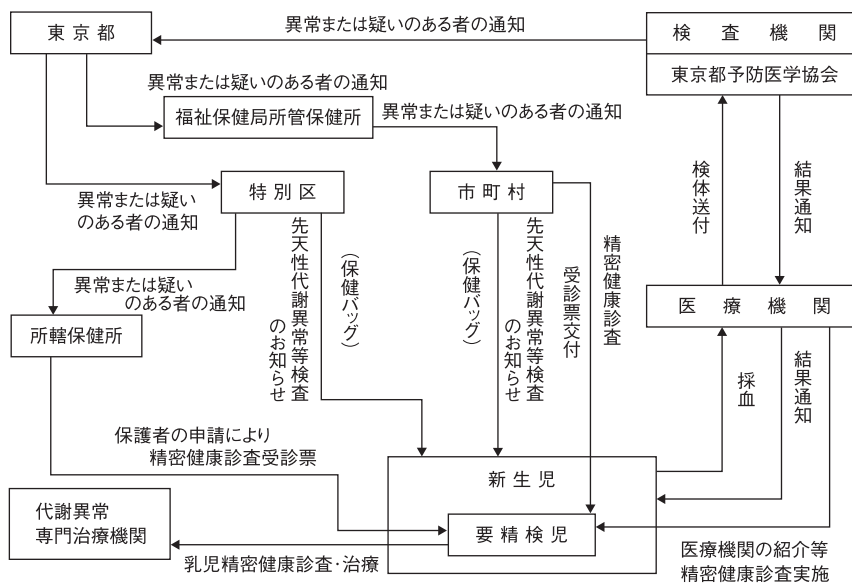 東京都
異常または疑いのある者の通知
検査機関
東京都予防医学協会
異常または疑いのある者の通知
福祉保健局所管保健所
異常または疑いのある者の通知
検体送付
結果通知
異常または疑い
のある者の通知
特別区
市町村
先天性代謝異常等検査
のお知らせ
（保健バッグ）
（保健バッグ）
先天性代謝異常等検査
のお知らせ
精密健康診査
受診票交付
異常または疑い
のある者の通知
所轄保健所
医療機関
採血
結果通知
保護者の申請により
精密健康診査受診票
新生児
要精検児
代謝異常
専門治療機関
乳児精密健康診査・治療
医療機関の紹介等
精密健康診査実施